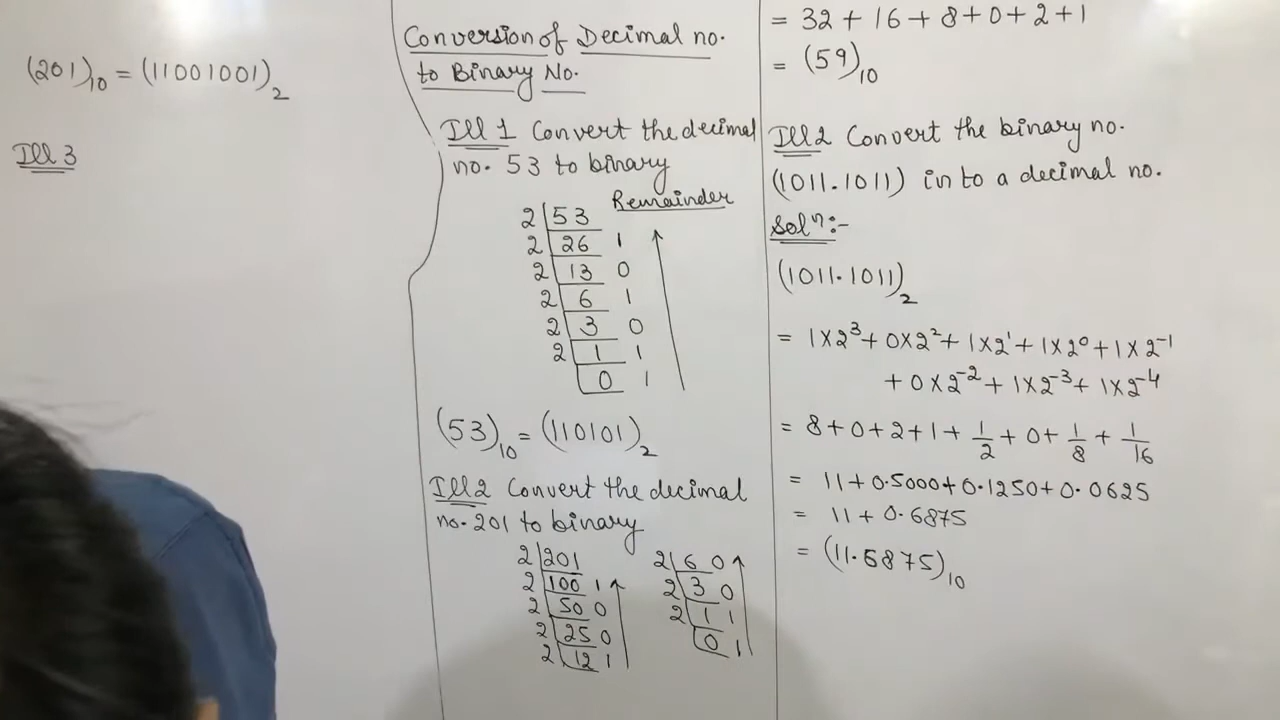 (201)₁₀ = (11001001)₂
Ill 3
Conversion of Decimal no.
to Binary No.
Ill 1 Convert the decimal
no. 53 to binary
Remainder
2 53
2 26 1
2 13 0
2 6 1
2 3 0
2 1 1
0 1
(53)₁₀ = (110101)₂
Ill 2 Convert the decimal
no. 201 to binary
2 201
2 100 1
2 50 0
2 25 0
2 12 1
2 6 0
2 3 0
2 1 1
0 1
= 32 + 16 + 8 + 0 + 2 + 1
= (59)₁₀
Ill 2 Convert the binary no.
(1011.1011) in to a decimal no.
Solⁿ:-
(1011.1011)₂
= 1×2³ + 0×2² + 1×2¹ + 1×2⁰ + 1×2⁻¹
+ 0×2⁻² + 1×2⁻³ + 1×2⁻⁴
= 8 + 0 + 2 + 1 + 1/2 + 0 + 1/8 + 1/16
= 11 + 0.5000 + 0.1250 + 0.0625
= 11 + 0.6875
= (11.6875)₁₀